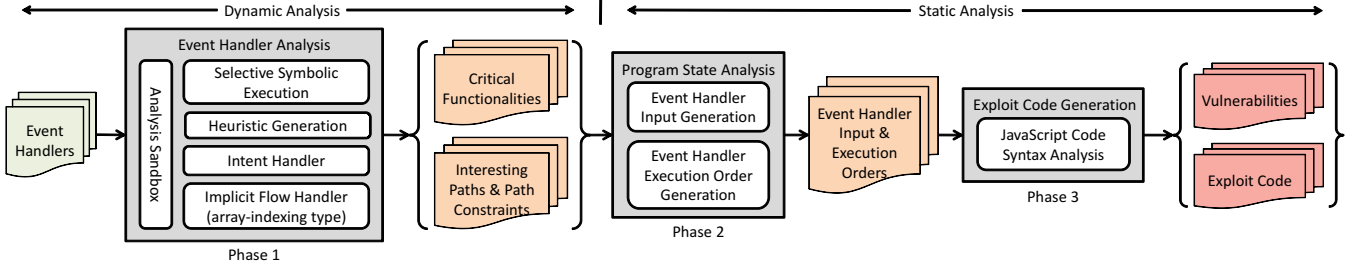 Dynamic Analysis
Static Analysis
Event
Handlers
Event Handler Analysis
Analysis Sandbox
Selective Symbolic
Execution
Heuristic Generation
Intent Handler
Implicit Flow Handler
(array-indexing type)
Phase 1
Critical
Functionalities
Interesting
Paths & Path
Constraints
Program State Analysis
Event Handler
Input Generation
Event Handler
Execution Order
Generation
Phase 2
Event Handler
Input &
Execution
Orders
Exploit Code Generation
JavaScript Code
Syntax Analysis
Phase 3
Vulnerabilities
Exploit Code